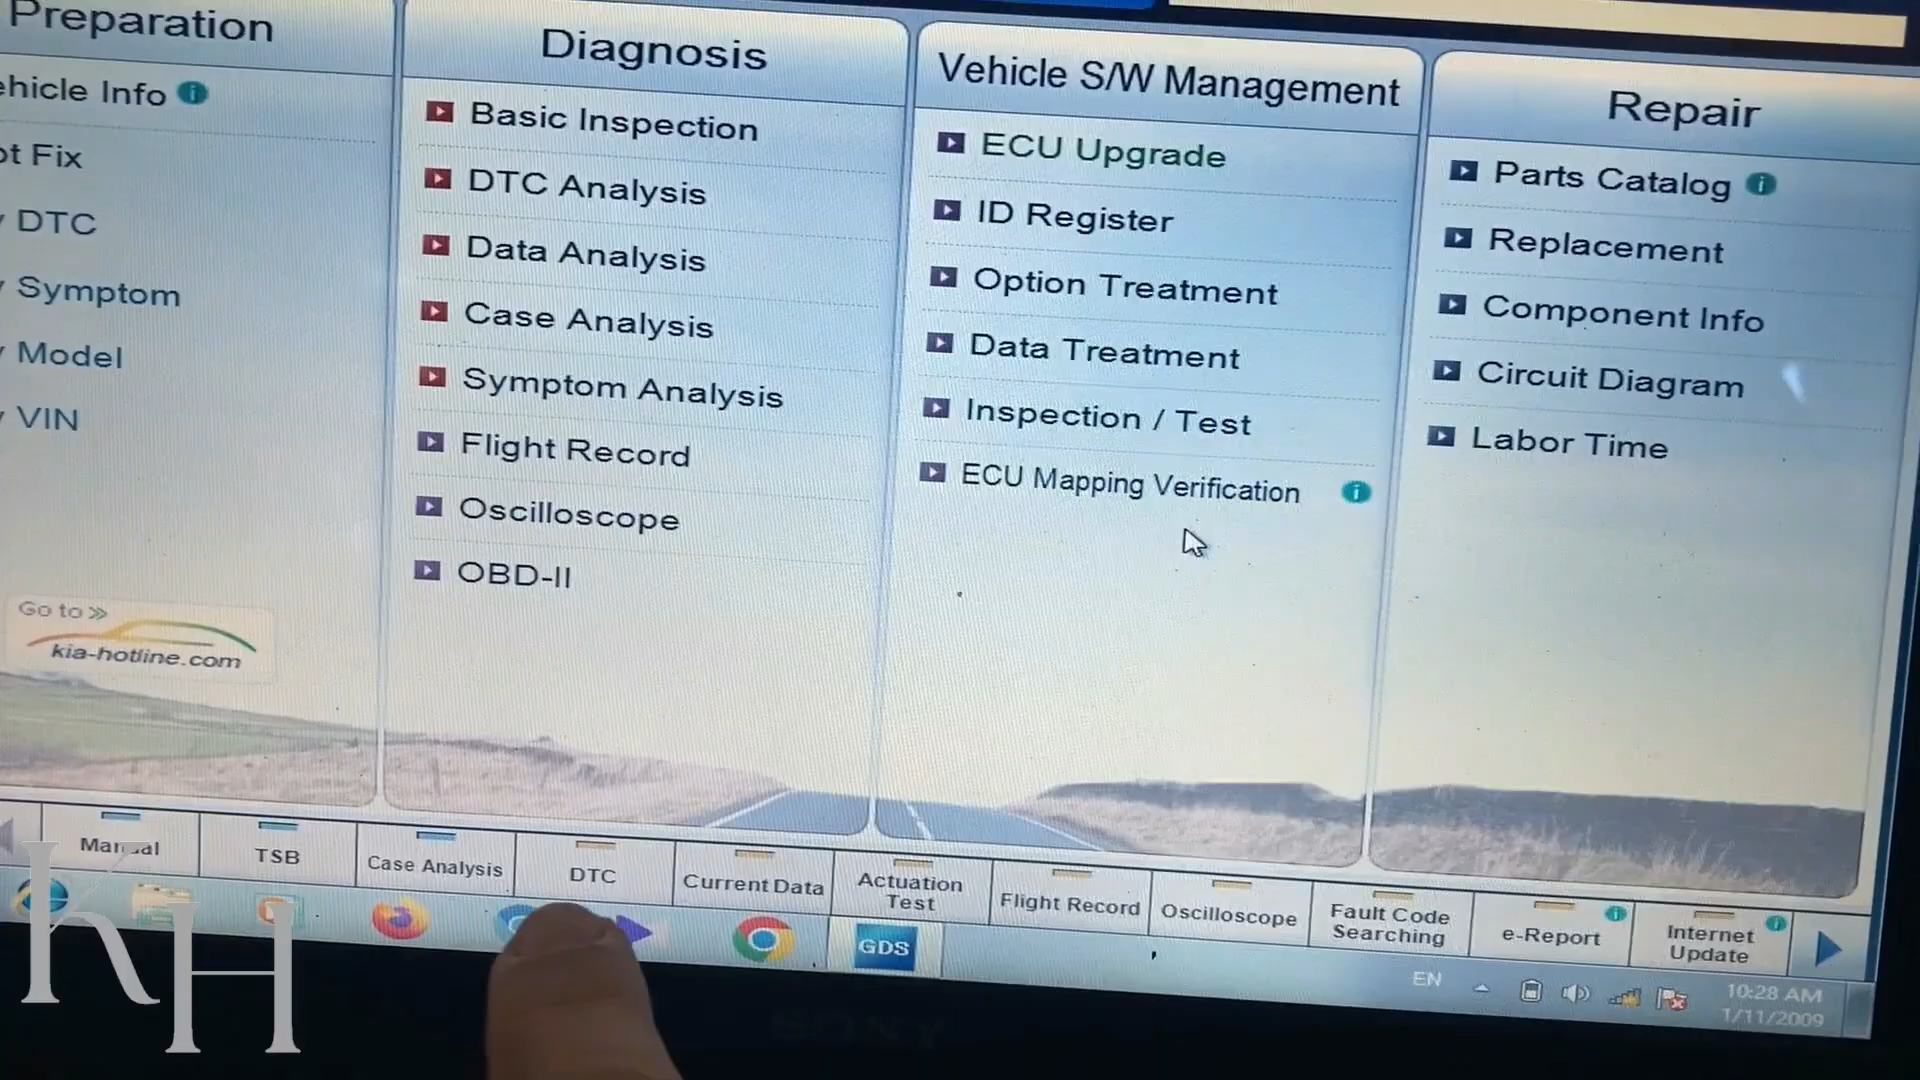 Preparation
ehicle Info
ot Fix
y DTC
y Symptom
y Model
y VIN
Go to »
kia-hotline.com
Diagnosis
Basic Inspection
DTC Analysis
Data Analysis
Case Analysis
Symptom Analysis
Flight Record
Oscilloscope
OBD-II
Vehicle S/W Management
ECU Upgrade
ID Register
Option Treatment
Data Treatment
Inspection / Test
ECU Mapping Verification
Repair
Parts Catalog
Replacement
Component Info
Circuit Diagram
Labor Time
Manual
TSB
Case Analysis
DTC
Current Data
Actuation
Test
Flight Record
Oscilloscope
Fault Code
Searching
e-Report
Internet
Update
GDS
EN
10:28 AM
1/11/2009
SONY
KH